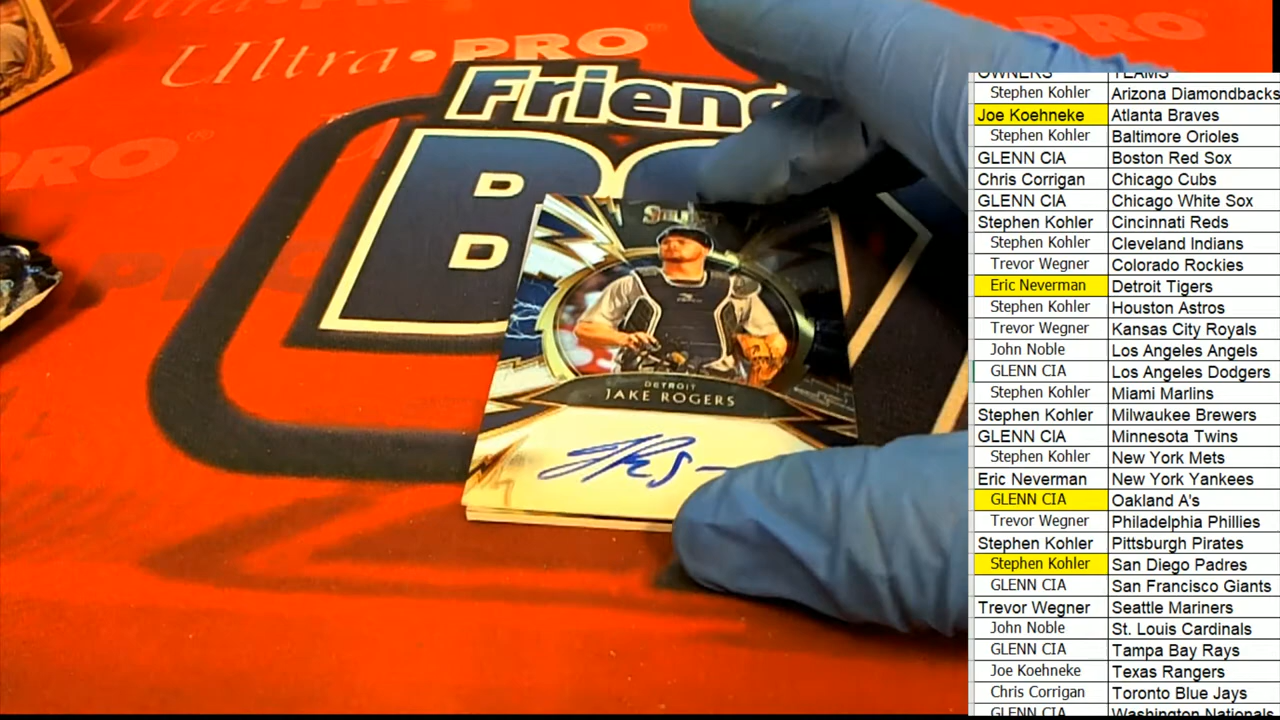 Ultra PRO®
PRO®
PRO®
Friend
SELECT
DETROIT
JAKE ROGERS
OWNERS TEAMS
Stephen Kohler Arizona Diamondbacks
Joe Koehneke Atlanta Braves
Stephen Kohler Baltimore Orioles
GLENN CIA Boston Red Sox
Chris Corrigan Chicago Cubs
GLENN CIA Chicago White Sox
Stephen Kohler Cincinnati Reds
Stephen Kohler Cleveland Indians
Trevor Wegner Colorado Rockies
Eric Neverman Detroit Tigers
Stephen Kohler Houston Astros
Trevor Wegner Kansas City Royals
John Noble Los Angeles Angels
GLENN CIA Los Angeles Dodgers
Stephen Kohler Miami Marlins
Stephen Kohler Milwaukee Brewers
GLENN CIA Minnesota Twins
Stephen Kohler New York Mets
Eric Neverman New York Yankees
GLENN CIA Oakland A's
Trevor Wegner Philadelphia Phillies
Stephen Kohler Pittsburgh Pirates
Stephen Kohler San Diego Padres
GLENN CIA San Francisco Giants
Trevor Wegner Seattle Mariners
John Noble St. Louis Cardinals
GLENN CIA Tampa Bay Rays
Joe Koehneke Texas Rangers
Chris Corrigan Toronto Blue Jays
GLENN CIA Washington Nationals